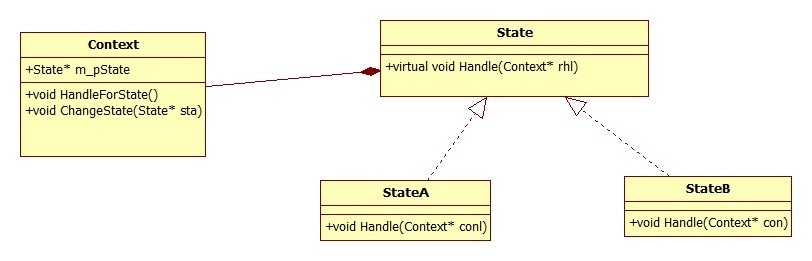 Context
+State* m_pState
+void HandleForState()
+void ChangeState(State* sta)
State
+virtual void Handle(Context* rhl)
StateA
+void Handle(Context* conl)
StateB
+void Handle(Context* con)